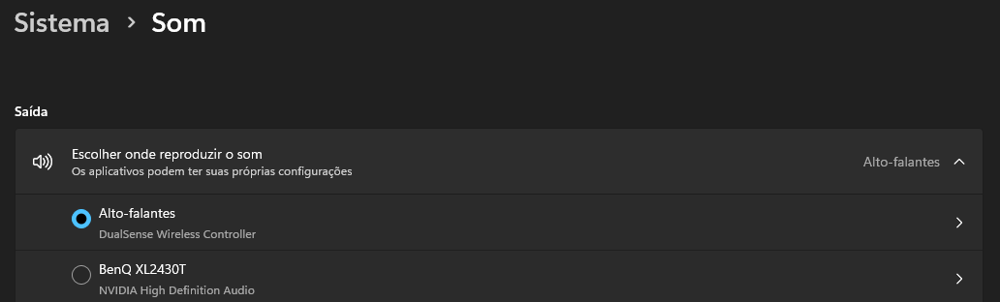 Sistema > Som
Saída
Escolher onde reproduzir o som
Os aplicativos podem ter suas próprias configurações
Alto-falantes
Alto-falantes
DualSense Wireless Controller
BenQ XL2430T
NVIDIA High Definition Audio